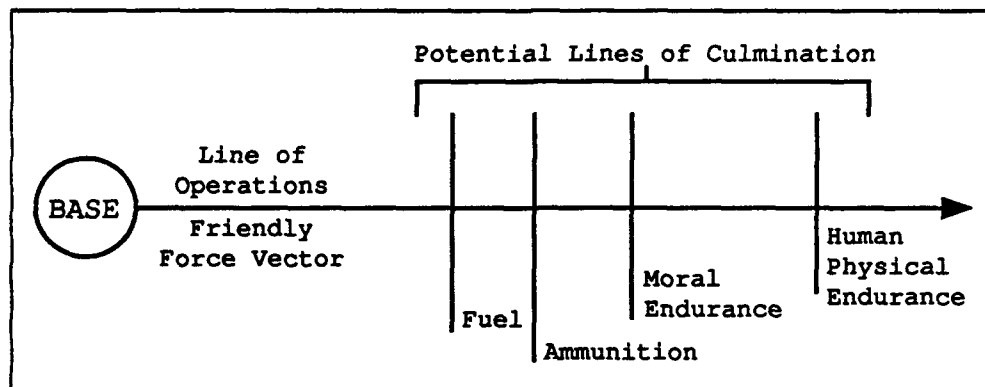 Potential Lines of Culmination
Line of
Operations
BASE
Friendly
Force Vector
Human
Physical
Endurance
Moral
Endurance
Fuel
Ammunition